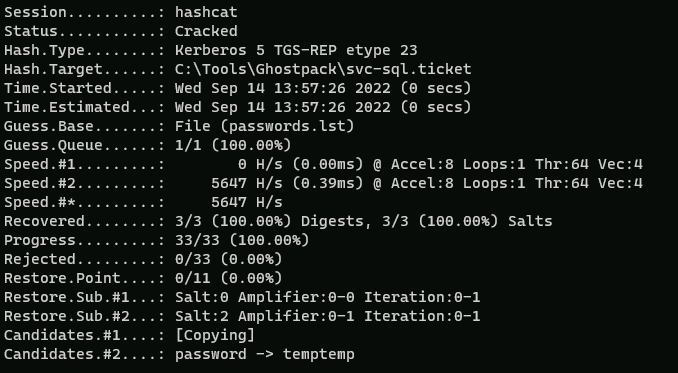 Session..........: hashcat
Status...........: Cracked
Hash.Type........: Kerberos 5 TGS-REP etype 23
Hash.Target......: C:\Tools\Ghostpack\svc-sql.ticket
Time.Started.....: Wed Sep 14 13:57:26 2022 (0 secs)
Time.Estimated...: Wed Sep 14 13:57:26 2022 (0 secs)
Guess.Base.......: File (passwords.lst)
Guess.Queue......: 1/1 (100.00%)
Speed.#1.........:        0 H/s (0.00ms) @ Accel:8 Loops:1 Thr:64 Vec:4
Speed.#2.........:     5647 H/s (0.39ms) @ Accel:8 Loops:1 Thr:64 Vec:4
Speed.#*.........:     5647 H/s
Recovered........: 3/3 (100.00%) Digests, 3/3 (100.00%) Salts
Progress.........: 33/33 (100.00%)
Rejected.........: 0/33 (0.00%)
Restore.Point....: 0/11 (0.00%)
Restore.Sub.#1...: Salt:0 Amplifier:0-0 Iteration:0-1
Restore.Sub.#2...: Salt:2 Amplifier:0-1 Iteration:0-1
Candidates.#1....: [Copying]
Candidates.#2....: password -> temptemp